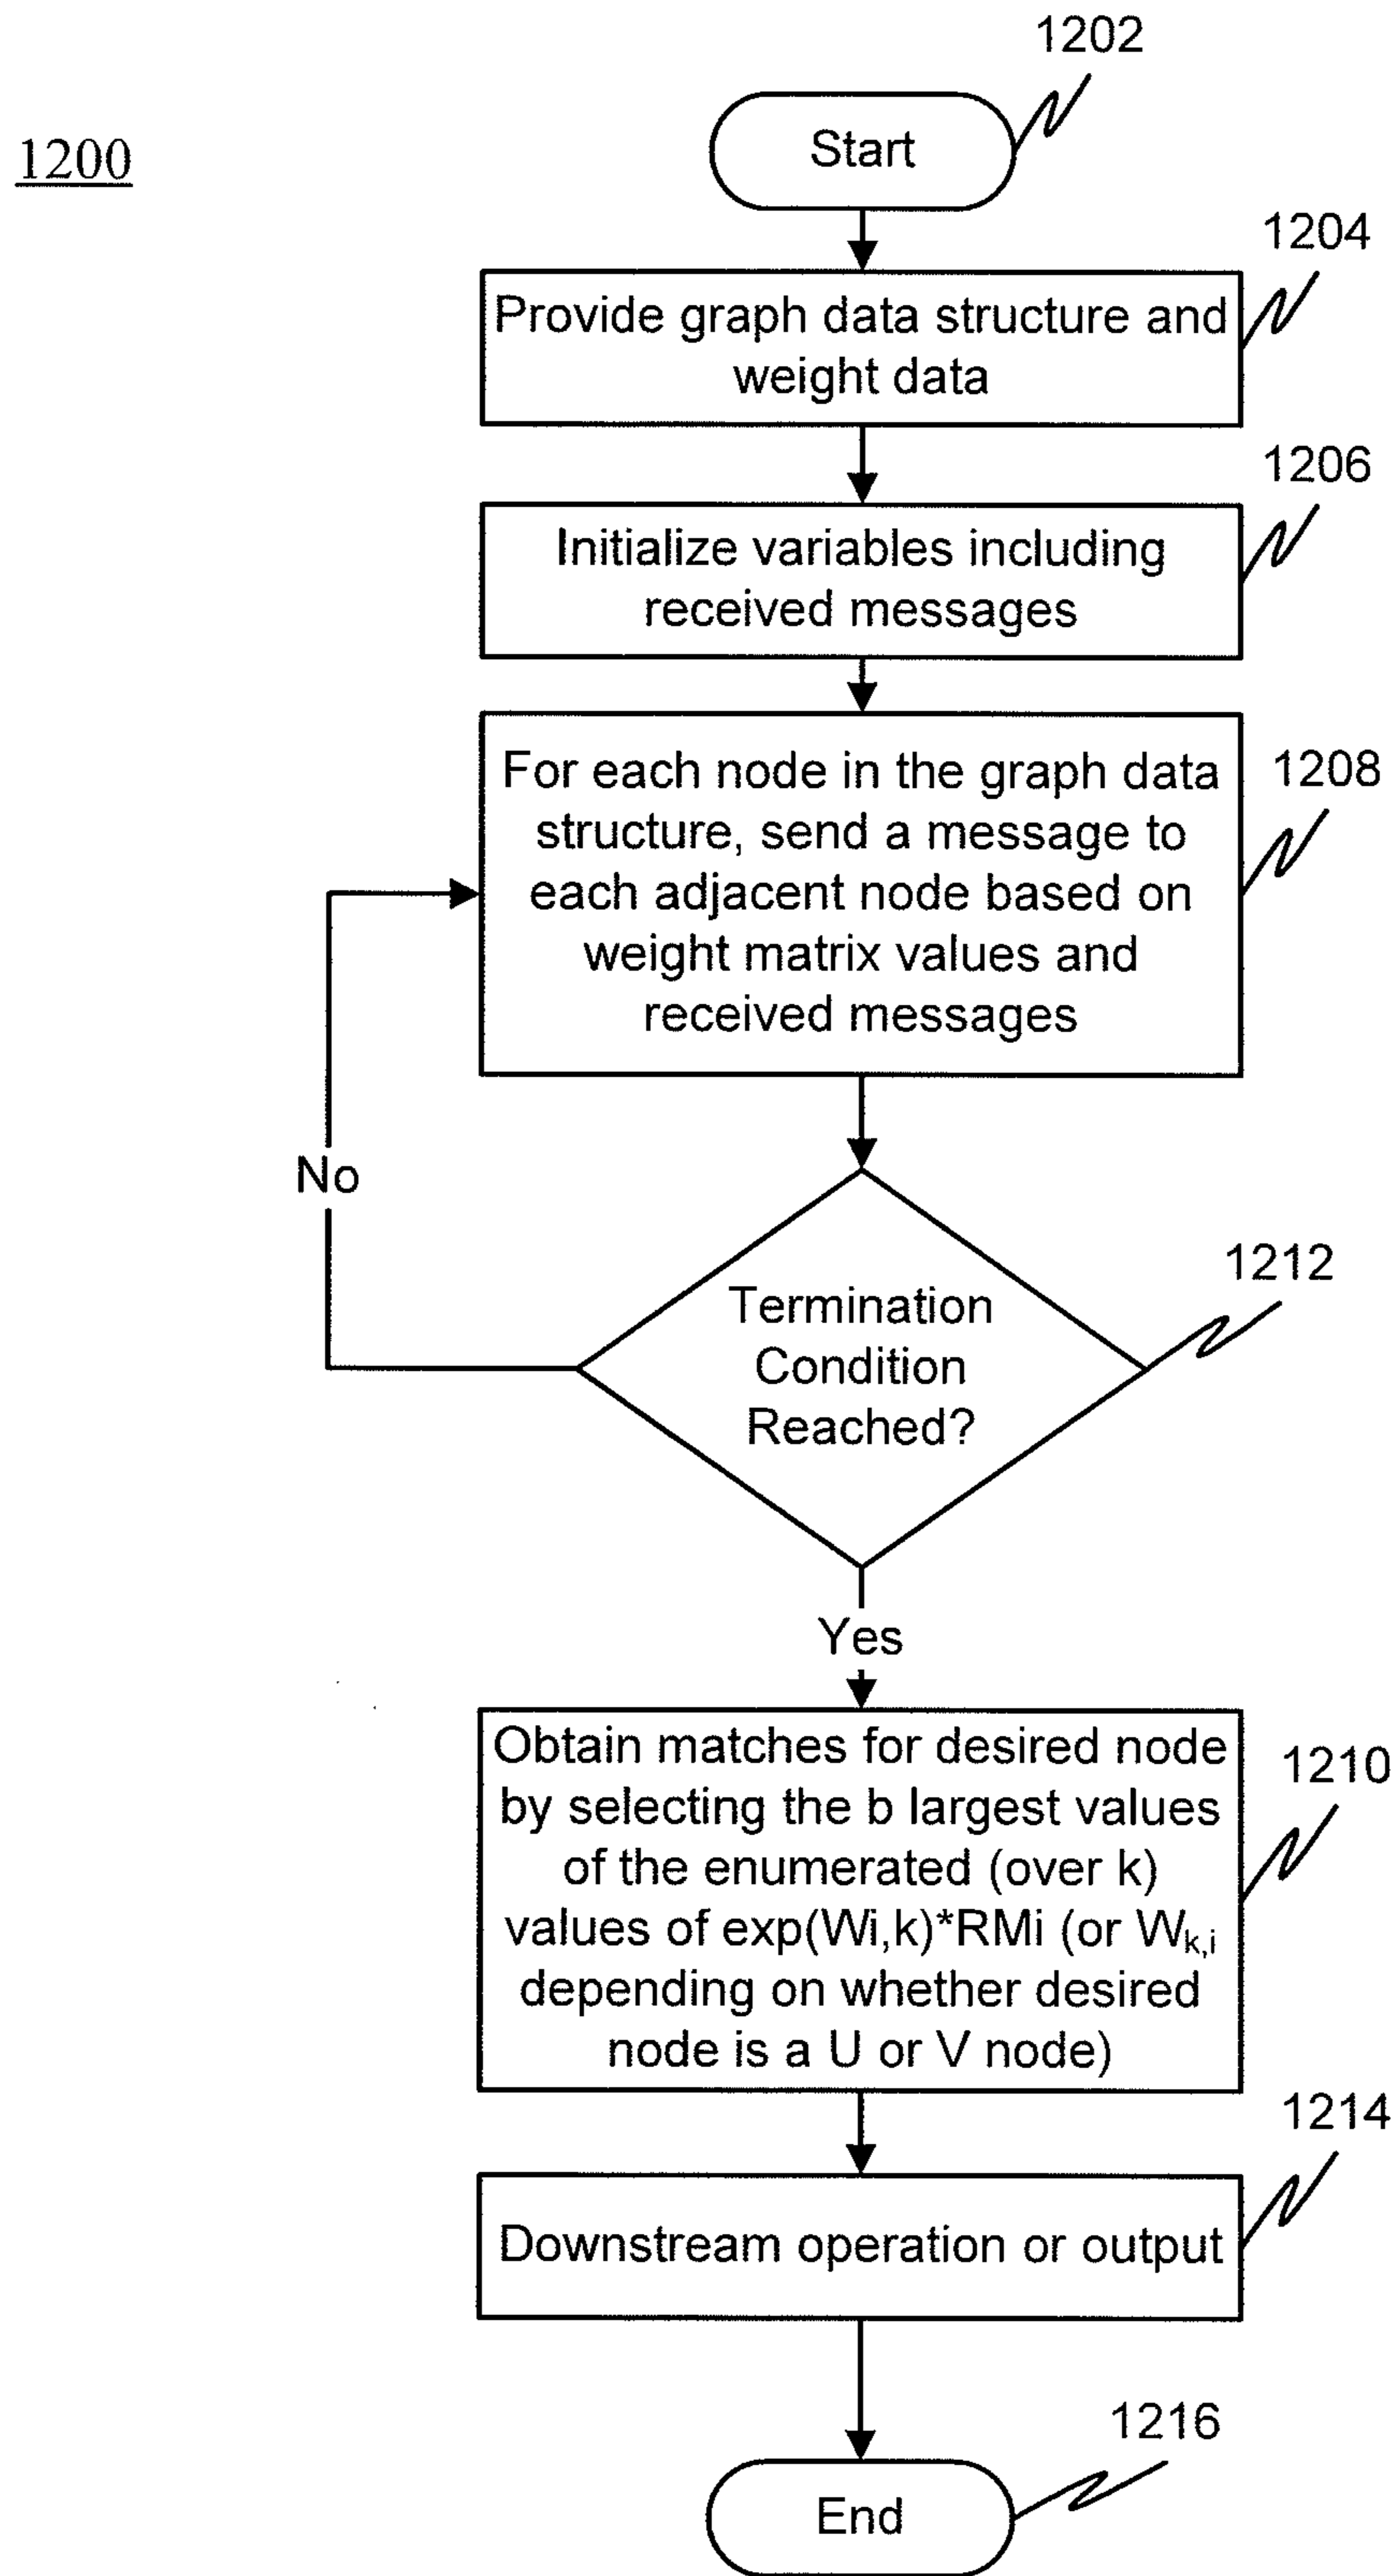 1202
1200
Start
1204
Provide graph data structure and
weight data
1206
Initialize variables including
received messages
1208
For each node in the graph data
structure, send a message to
each adjacent node based on
weight matrix values and
received messages
No
1212
Termination
Condition
Reached?
Yes
1210
Obtain matches for desired node
by selecting the b largest values
of the enumerated (over k)
values of exp(Wi,k)*RMi (or Wk,i
depending on whether desired
node is a U or V node)
1214
Downstream operation or output
1216
End